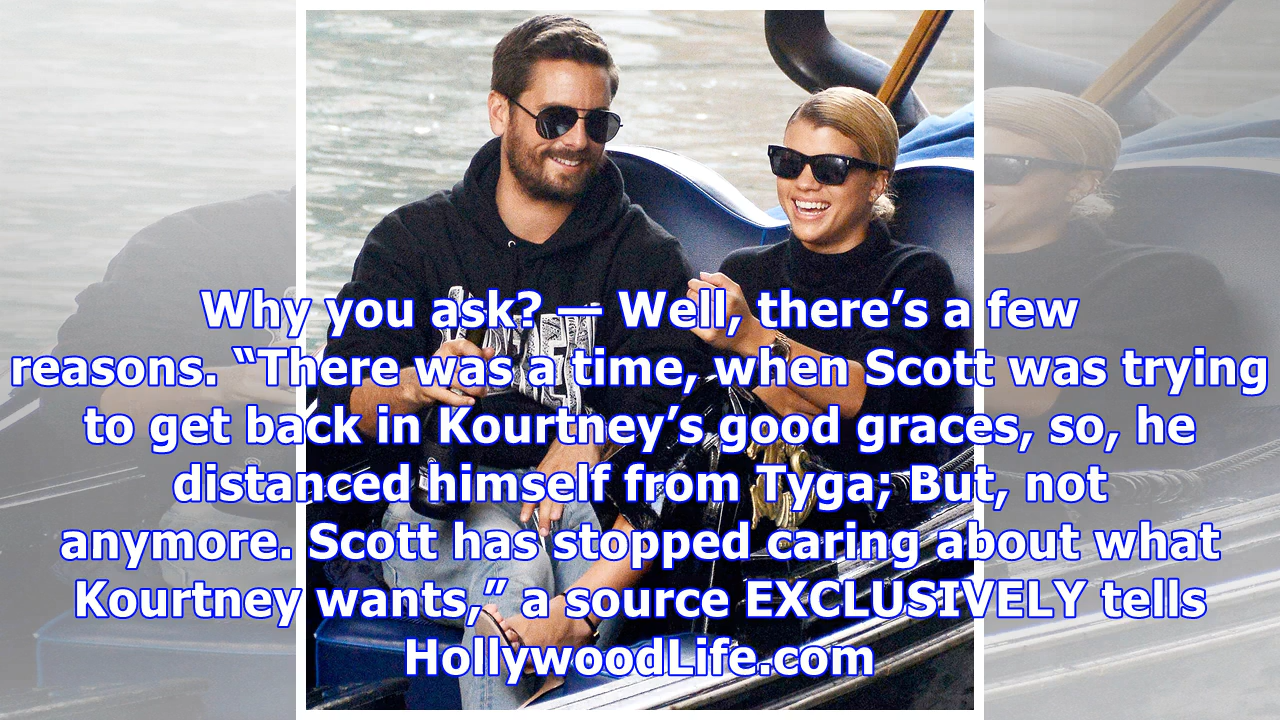 Why you ask? — Well, there’s a few
reasons. “There was a time, when Scott was trying
to get back in Kourtney’s good graces, so, he
distanced himself from Tyga; But, not
anymore. Scott has stopped caring about what
Kourtney wants,” a source EXCLUSIVELY tells
HollywoodLife.com